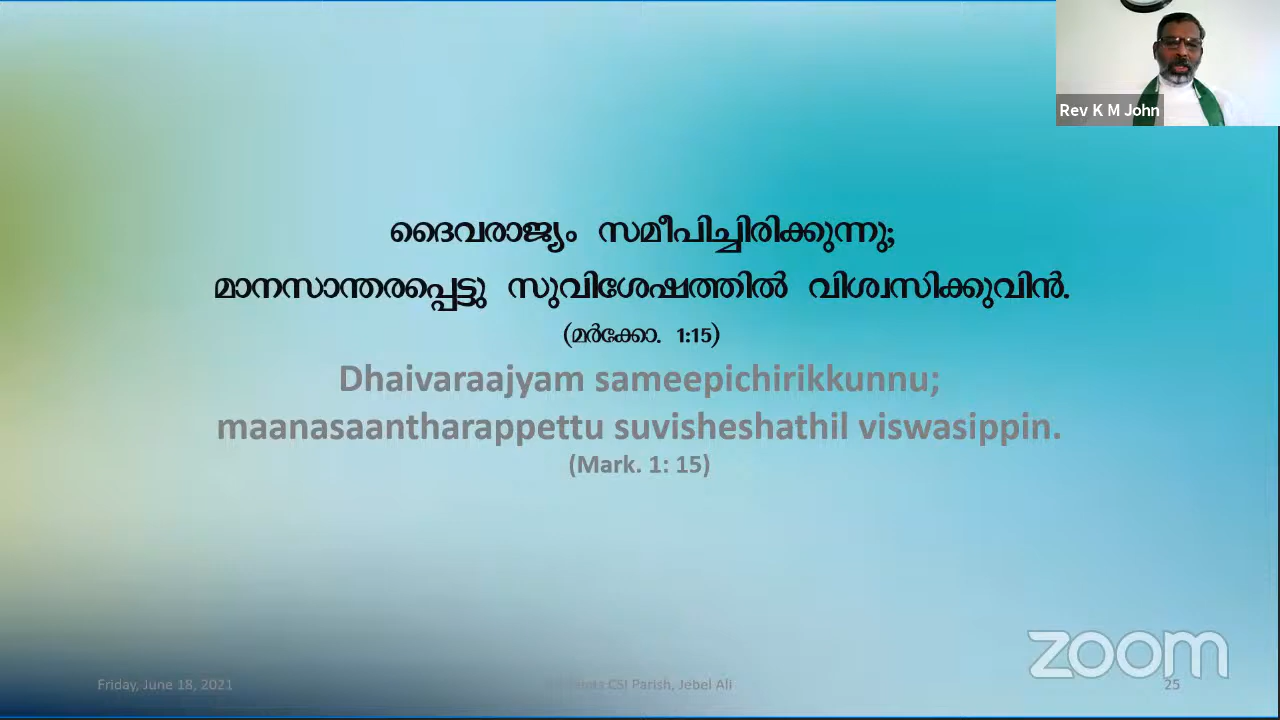 Rev K M John
ദൈവരാജ്യം സമീപിച്ചിരിക്കുന്നു;
മാനസാന്തരപ്പെട്ടു സുവിശേഷത്തിൽ വിശ്വസിക്കുവിൻ.
(മർക്കോ. 1:15)
Dhaivaraajyam sameepichirikkunnu;
maanasaantharappettu suvisheshathil viswasippin.
(Mark. 1: 15)
zoom
Friday, June 18, 2021 CSI Parish, Jebel Ali 25